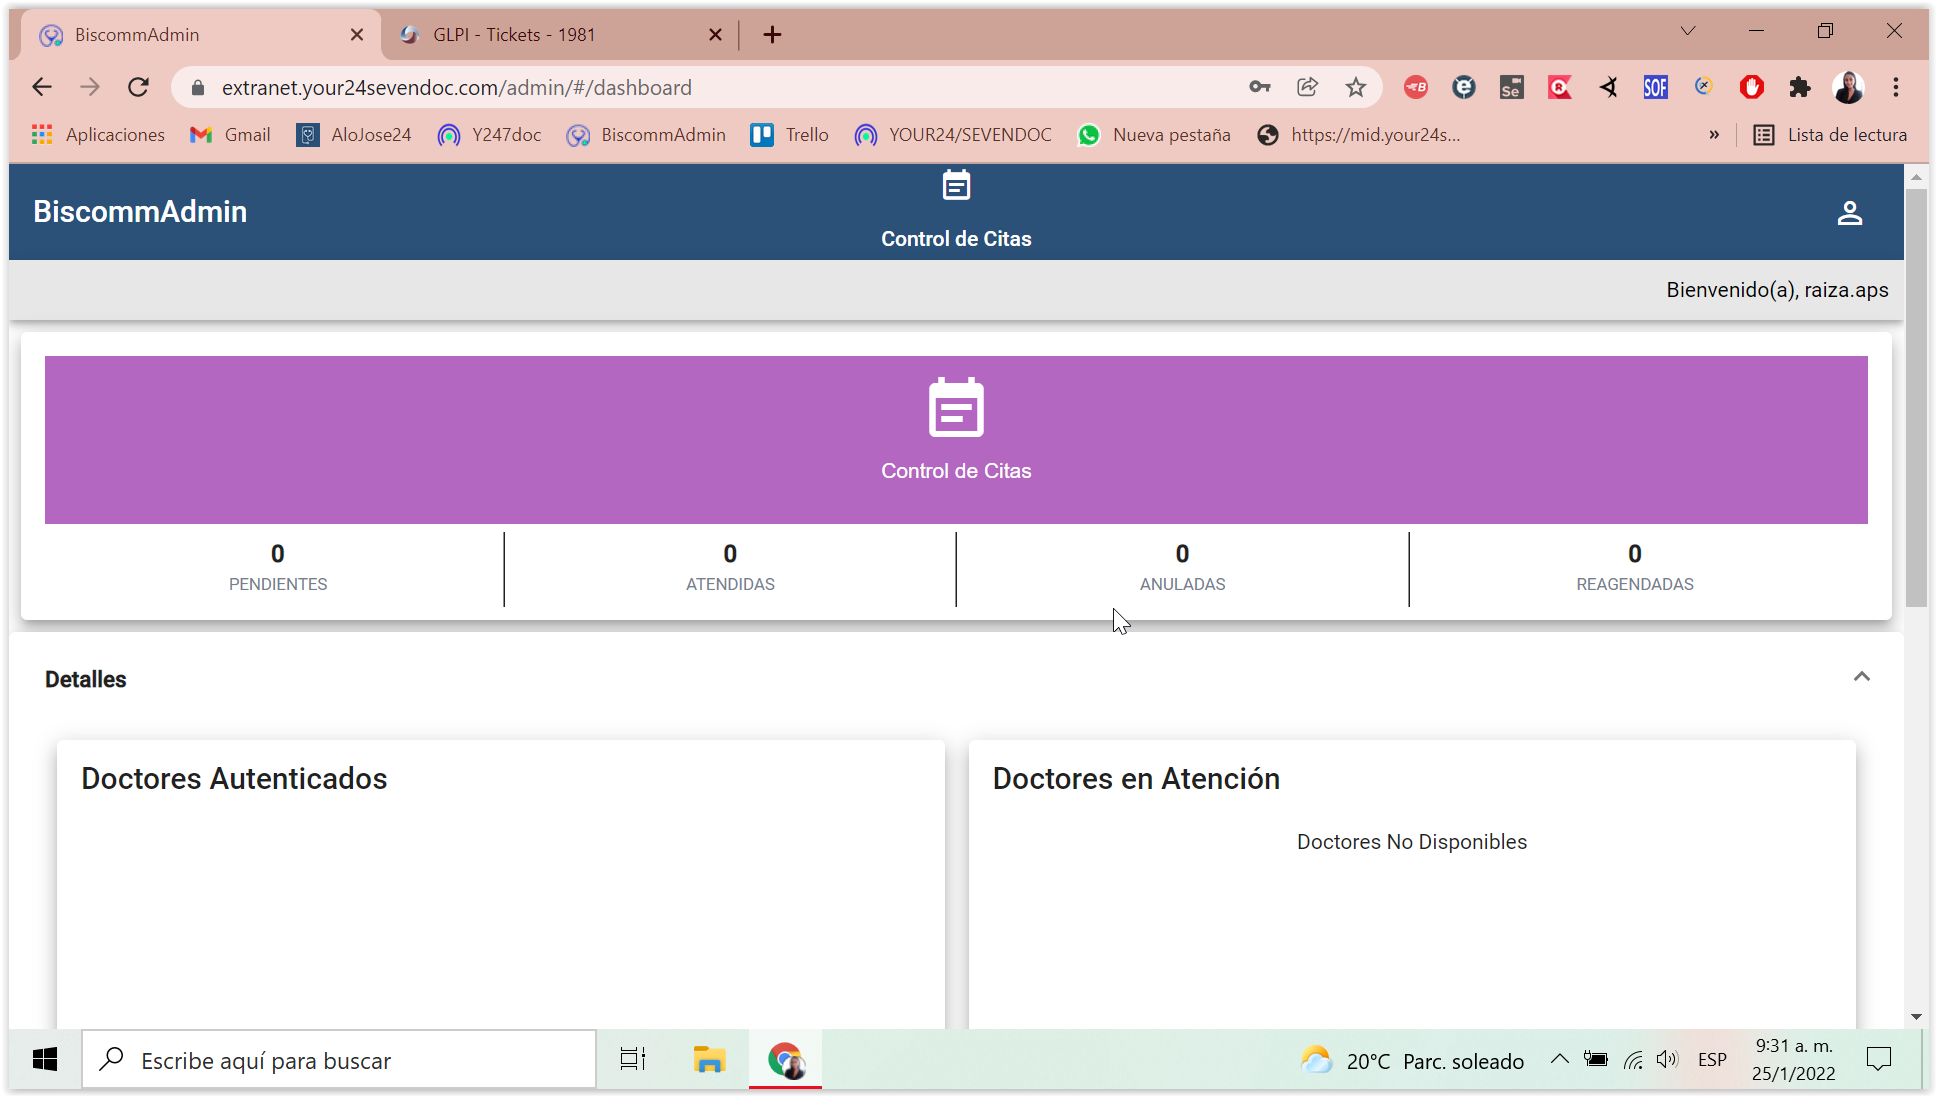 BiscommAdmin
GLPI - Tickets - 1981
extranet.your24sevendoc.com/admin/#/dashboard
Se
SOF
Aplicaciones
Gmail
AloJose24
Y247doc
BiscommAdmin
Trello
YOUR24/SEVENDOC
Nueva pestaña
https://mid.your24s...
»
Lista de lectura
BiscommAdmin
Control de Citas
Bienvenido(a), raiza.aps
Control de Citas
0
PENDIENTES
0
ATENDIDAS
0
ANULADAS
0
REAGENDADAS
Detalles
Doctores Autenticados
Doctores en Atención
Doctores No Disponibles
Escribe aquí para buscar
20°C Parc. soleado
ESP
9:31 a. m.
25/1/2022